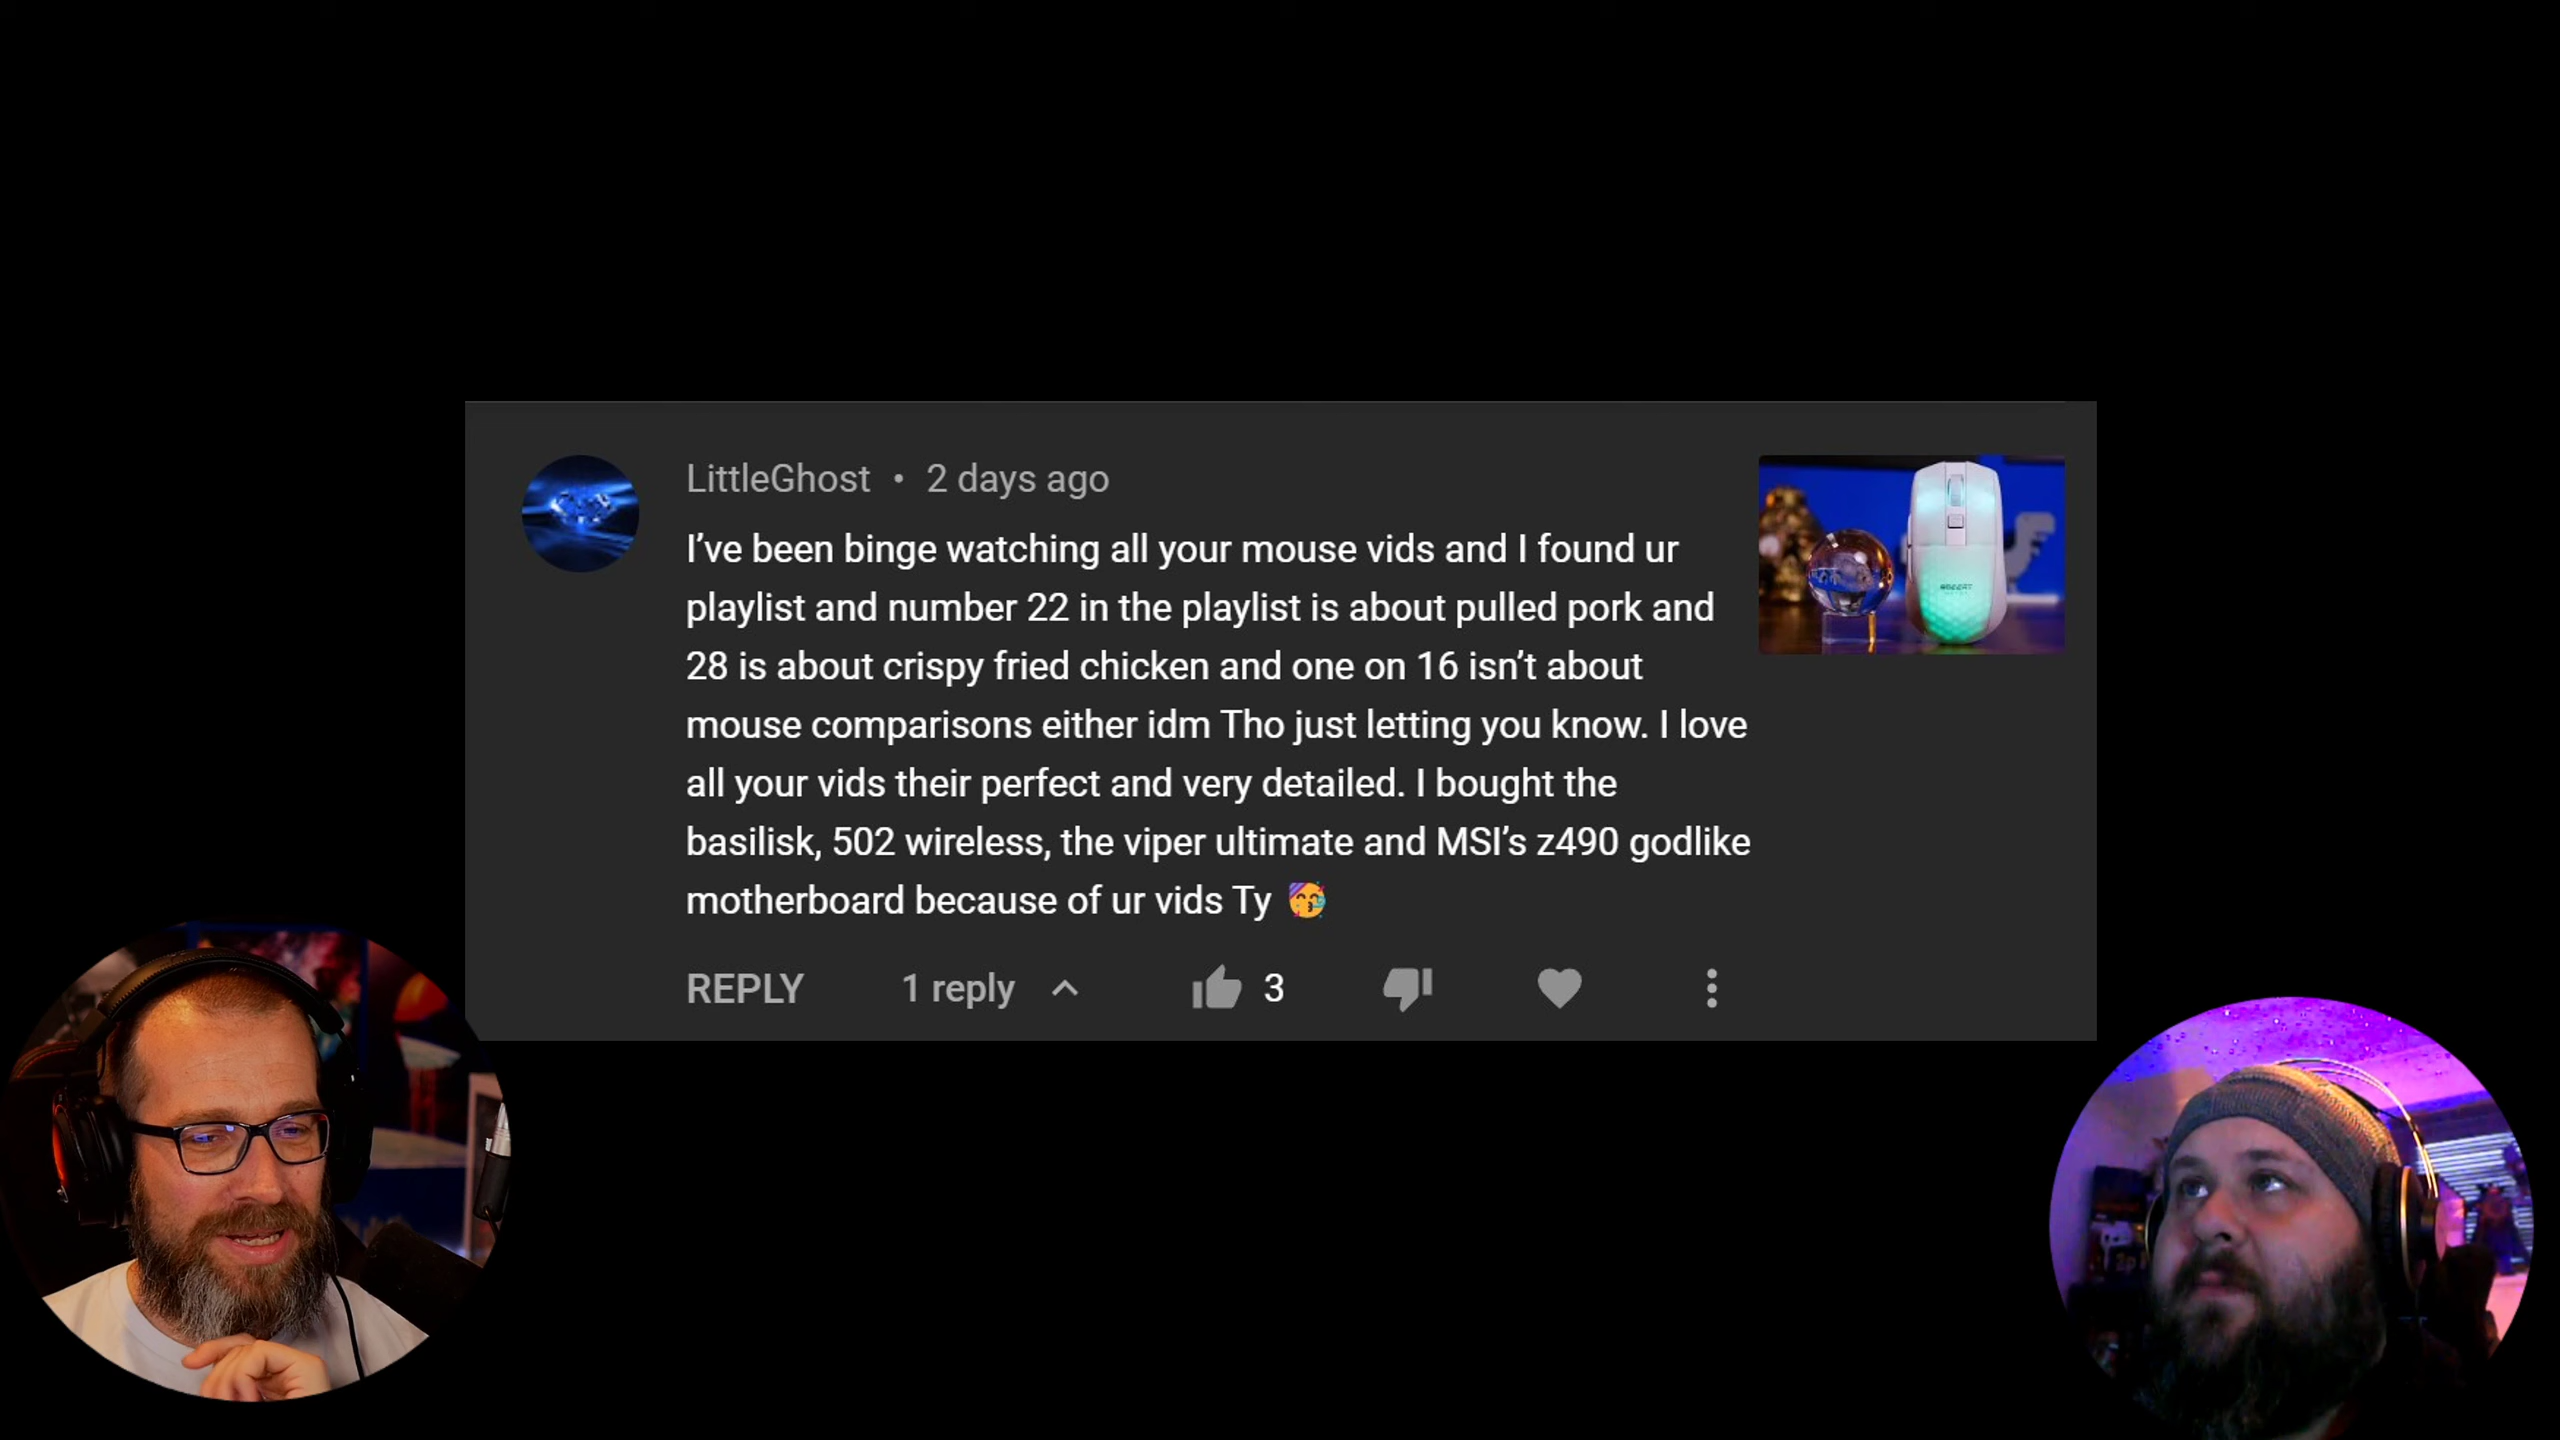 LittleGhost • 2 days ago
I’ve been binge watching all your mouse vids and I found ur
playlist and number 22 in the playlist is about pulled pork and
28 is about crispy fried chicken and one on 16 isn’t about
mouse comparisons either idm Tho just letting you know. I love
all your vids their perfect and very detailed. I bought the
basilisk, 502 wireless, the viper ultimate and MSI’s z490 godlike
motherboard because of ur vids Ty 🥳
REPLY 1 reply 3